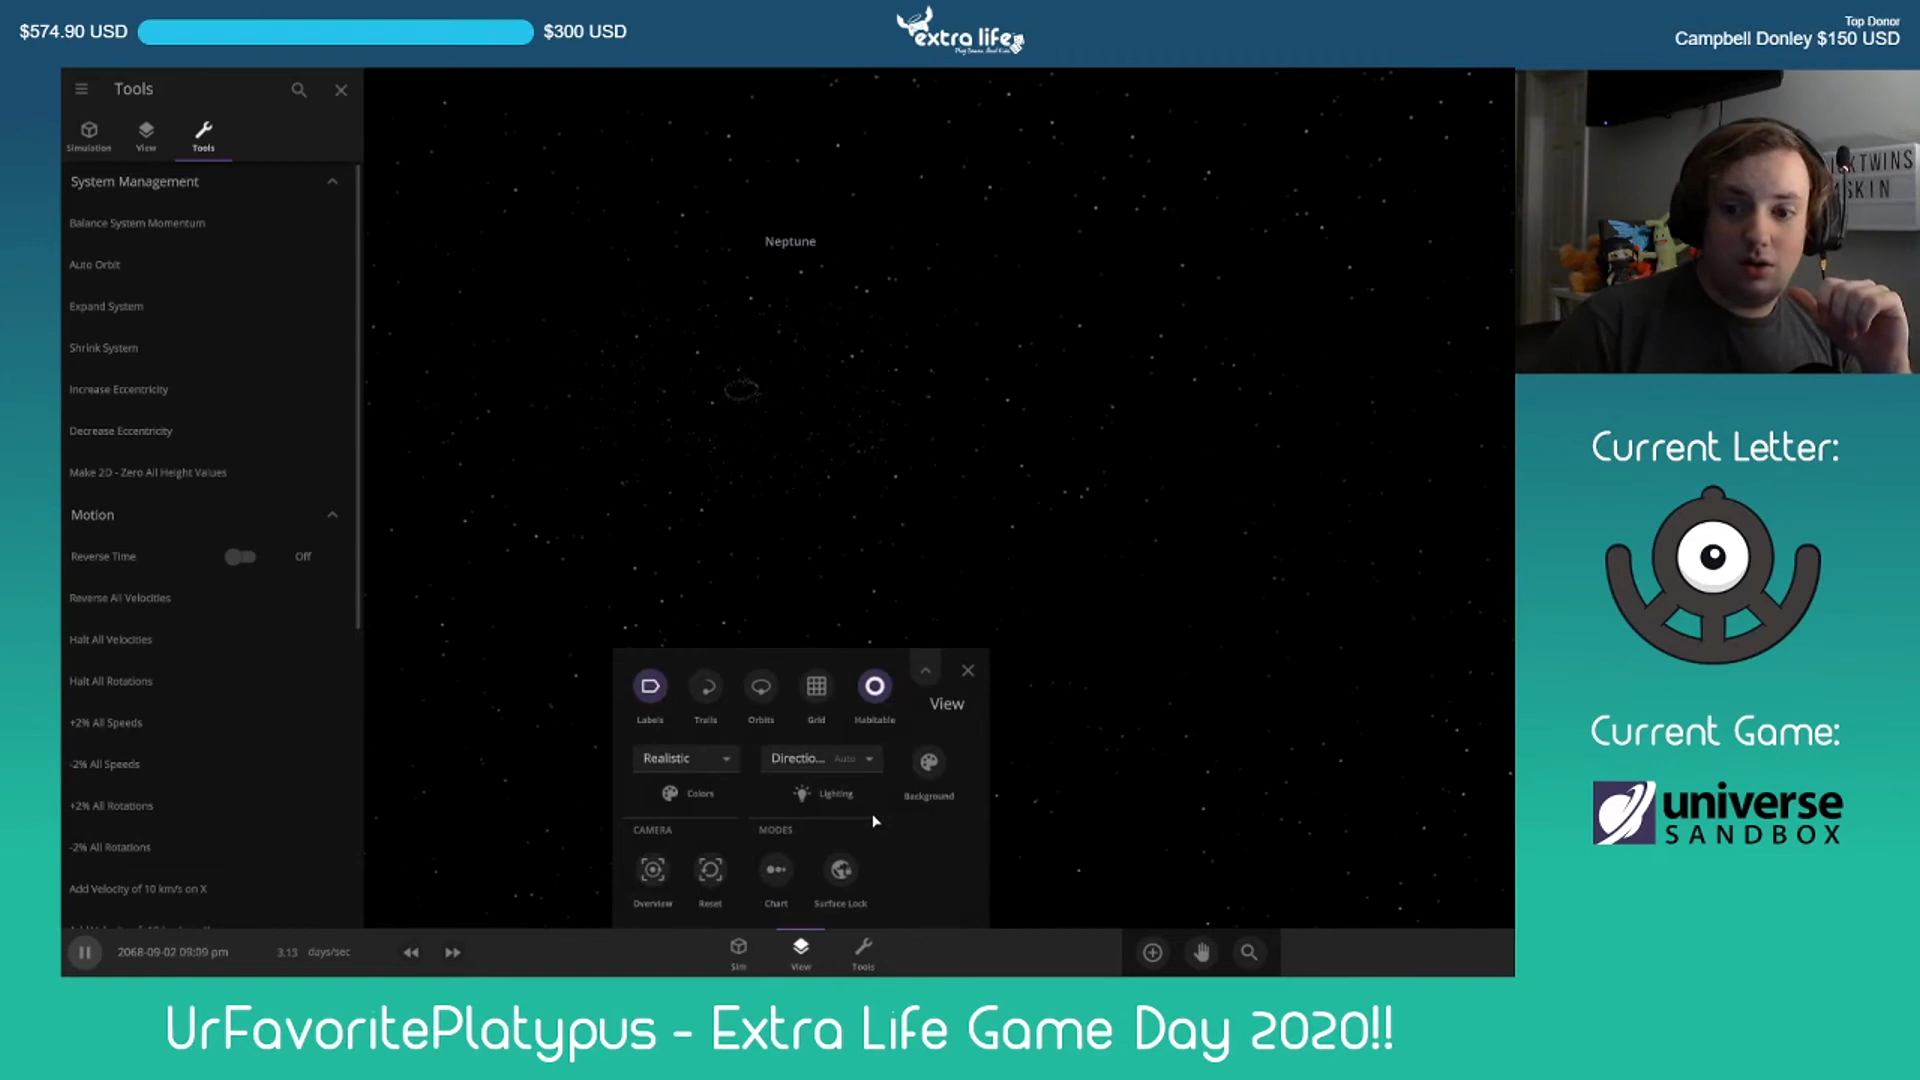 $574.90 USD
$300 USD
extra life
Top Donor
Campbell Donley $150 USD
Tools
Simulation
View
Tools
System Management
Balance System Momentum
Auto Orbit
Expand System
Shrink System
Increase Eccentricity
Decrease Eccentricity
Make 2D - Zero All Height Values
Motion
Reverse Time
Off
Reverse All Velocities
Halt All Velocities
Halt All Rotations
+2% All Speeds
-2% All Speeds
+2% All Rotations
-2% All Rotations
Add Velocity of 10 km/s on X
Neptune
Labels
Trails
Orbits
Grid
Habitable
View
Realistic
Directio... Auto
Colors
Lighting
Background
CAMERA
MODES
Overview
Reset
Chart
Surface Lock
2068-09-02 09:09 pm
3.13 days/sec
Sim
View
Tools
Current Letter:
Current Game:
universe
SANDBOX
UrFavoritePlatypus - Extra Life Game Day 2020!!